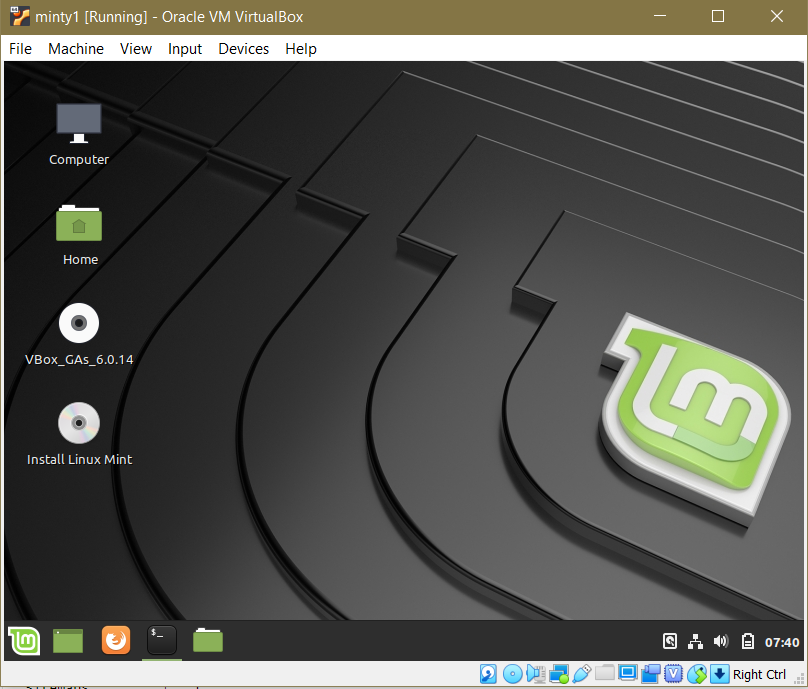 minty1 [Running] - Oracle VM VirtualBox
File Machine View Input Devices Help
Computer
Home
VBox_GAs_6.0.14
Install Linux Mint
$_
07:40
Right Ctrl